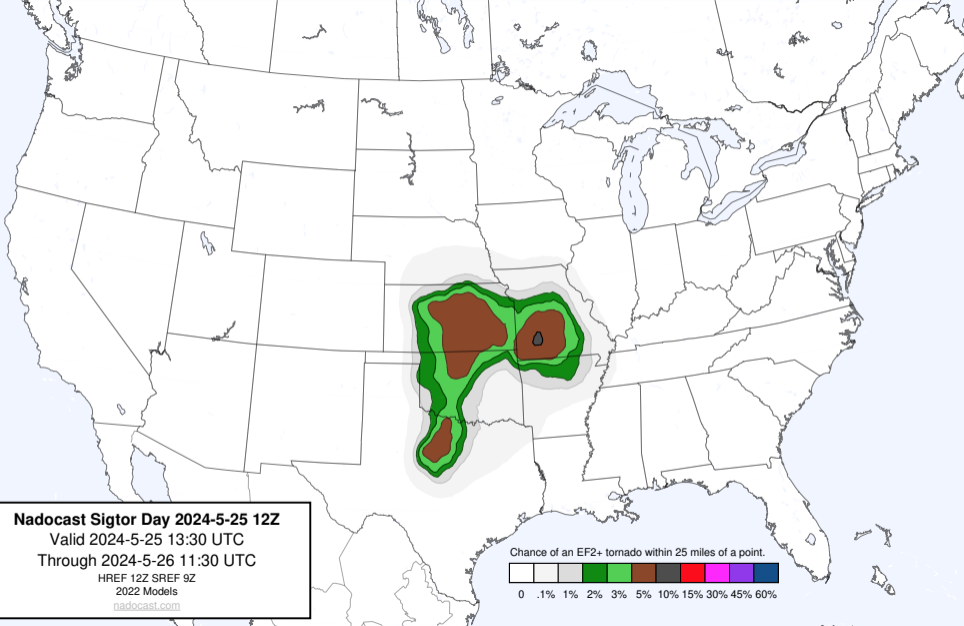 Nadocast Sigtor Day 2024-5-25 12Z
Valid 2024-5-25 13:30 UTC
Through 2024-5-26 11:30 UTC
HREF 12Z SREF 9Z
2022 Models
nadocast.com
Chance of an EF2+ tornado within 25 miles of a point.
0 .1% 1% 2% 3% 5% 10% 15% 30% 45% 60%